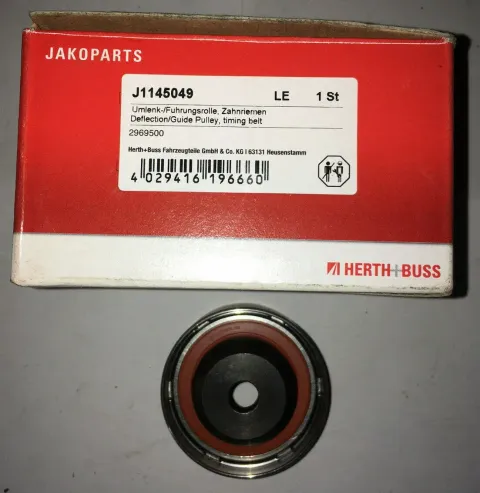 JAKOPARTS
J1145049 LE 1 St
Umlenk-/Führungsrolle, Zahnriemen
Deflection/Guide Pulley, timing belt
2969500
Herth+Buss Fahrzeugteile GmbH & Co. KG | 63131 Heusenstamm
4 029416 196660
HERTH+BUSS